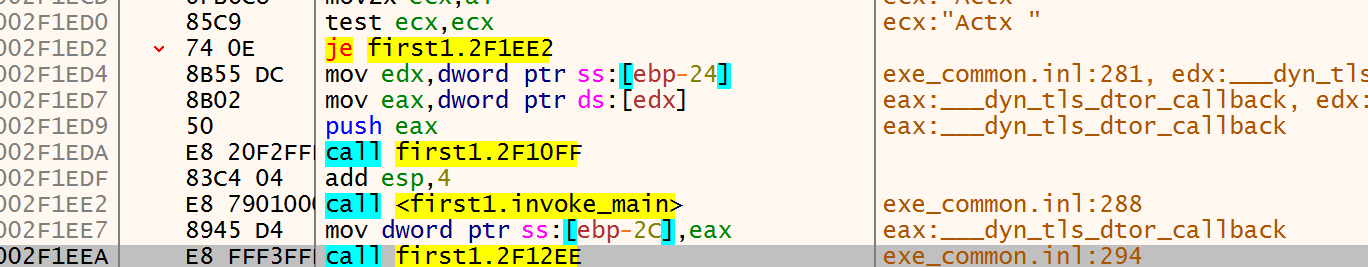 002F1ED0 85C9 test ecx,ecx ecx:"Actx "
002F1ED2 74 0E je first1.2F1EE2
002F1ED4 8B55 DC mov edx,dword ptr ss:[ebp-24] exe_common.inl:281, edx:___dyn_tls
002F1ED7 8B02 mov eax,dword ptr ds:[edx] eax:___dyn_tls_dtor_callback, edx:
002F1ED9 50 push eax eax:___dyn_tls_dtor_callback
002F1EDA E8 20F2FFF call first1.2F10FF
002F1EDF 83C4 04 add esp,4
002F1EE2 E8 7901000 call <first1.invoke_main> exe_common.inl:288
002F1EE7 8945 D4 mov dword ptr ss:[ebp-2C],eax eax:___dyn_tls_dtor_callback
002F1EEA E8 FFF3FFF call first1.2F12EE exe_common.inl:294